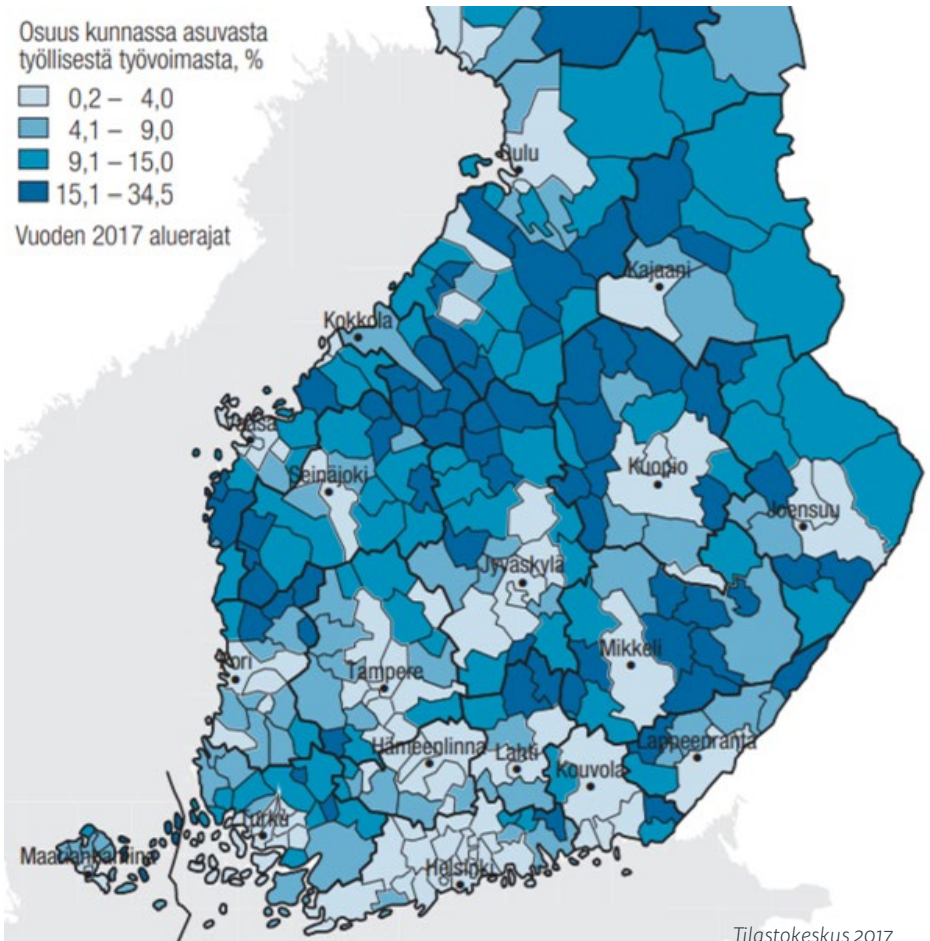 Osuus kunnassa asuvasta
työllisestä työvoimasta, %
0,2 – 4,0
4,1 – 9,0
9,1 – 15,0
15,1 – 34,5
Vuoden 2017 aluerajat
Oulu
Kajaani
Kokkola
Vaasa
Seinäjoki
Kuopio
Joensuu
Jyväskylä
Mikkeli
Pori
Tampere
Hämeenlinna
Lahti
Lappeenranta
Kouvola
Turku
Maarianhamina
Helsinki
Tilastokeskus 2017